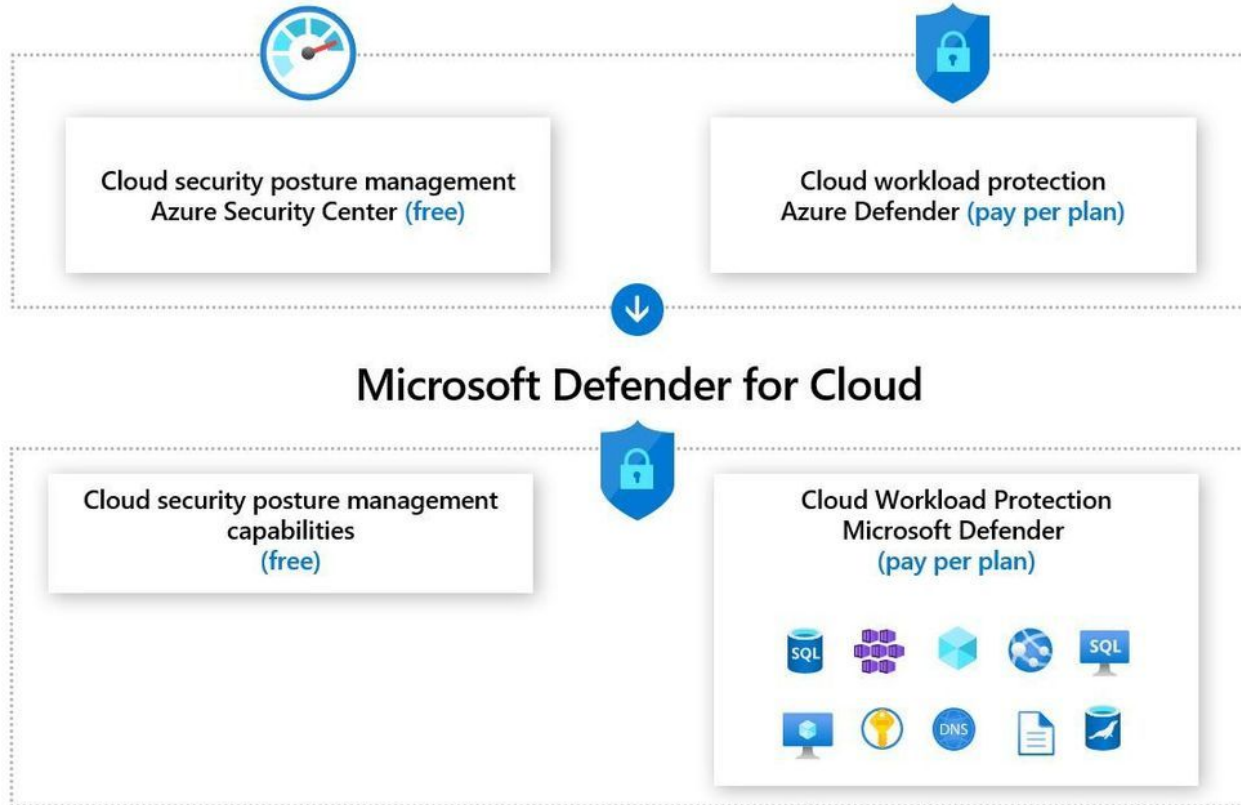 Cloud security posture management
Azure Security Center (free)
Cloud workload protection
Azure Defender (pay per plan)
Microsoft Defender for Cloud
Cloud security posture management
capabilities
(free)
Cloud Workload Protection
Microsoft Defender
(pay per plan)
SQL
SQL
DNS